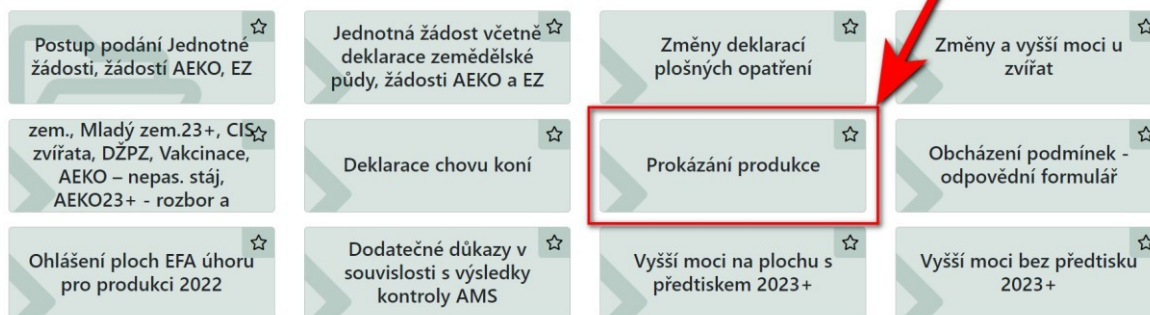 Postup podání Jednotné
žádosti, žádostí AEKO, EZ
Jednotná žádost včetně
deklarace zemědělské
půdy, žádosti AEKO a EZ
Změny deklarací
plošných opatření
Změny a vyšší moci u
zvířat
zem., Mladý zem.23+, CIS
zvířata, DŽPZ, Vakcinace,
AEKO – nepas. stáj,
AEKO23+ - rozbor a
Deklarace chovu koní
Prokázání produkce
Obcházení podmínek -
odpovědní formulář
Ohlášení ploch EFA úhoru
pro produkci 2022
Dodatečné důkazy v
souvislosti s výsledky
kontroly AMS
Vyšší moci na plochu s
předtiskem 2023+
Vyšší moci bez předtisku
2023+